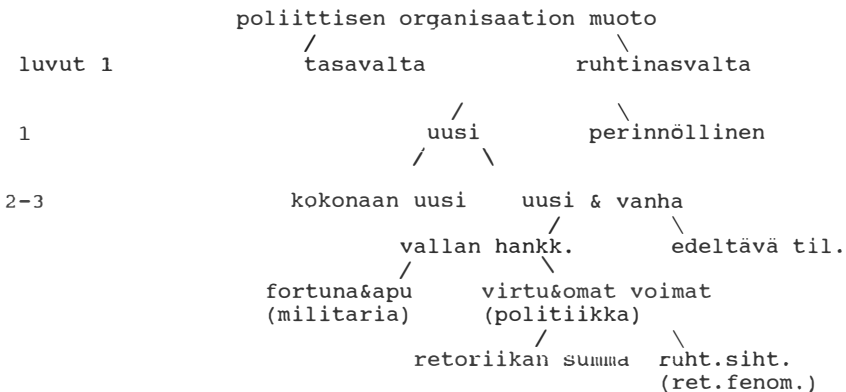 poliittisen organisaation muoto
/ \
luvut 1 tasavalta ruhtinasvalta
/ \
1 uusi perinnöllinen
/ \
2-3 kokonaan uusi uusi & vanha
/ \
vallan hankk. edeltävä til.
/ \
fortuna&apu virtu&omat voimat
(militaria) (politiikka)
/ \
retoriikan summa ruht.siht.
(ret.fenom.)